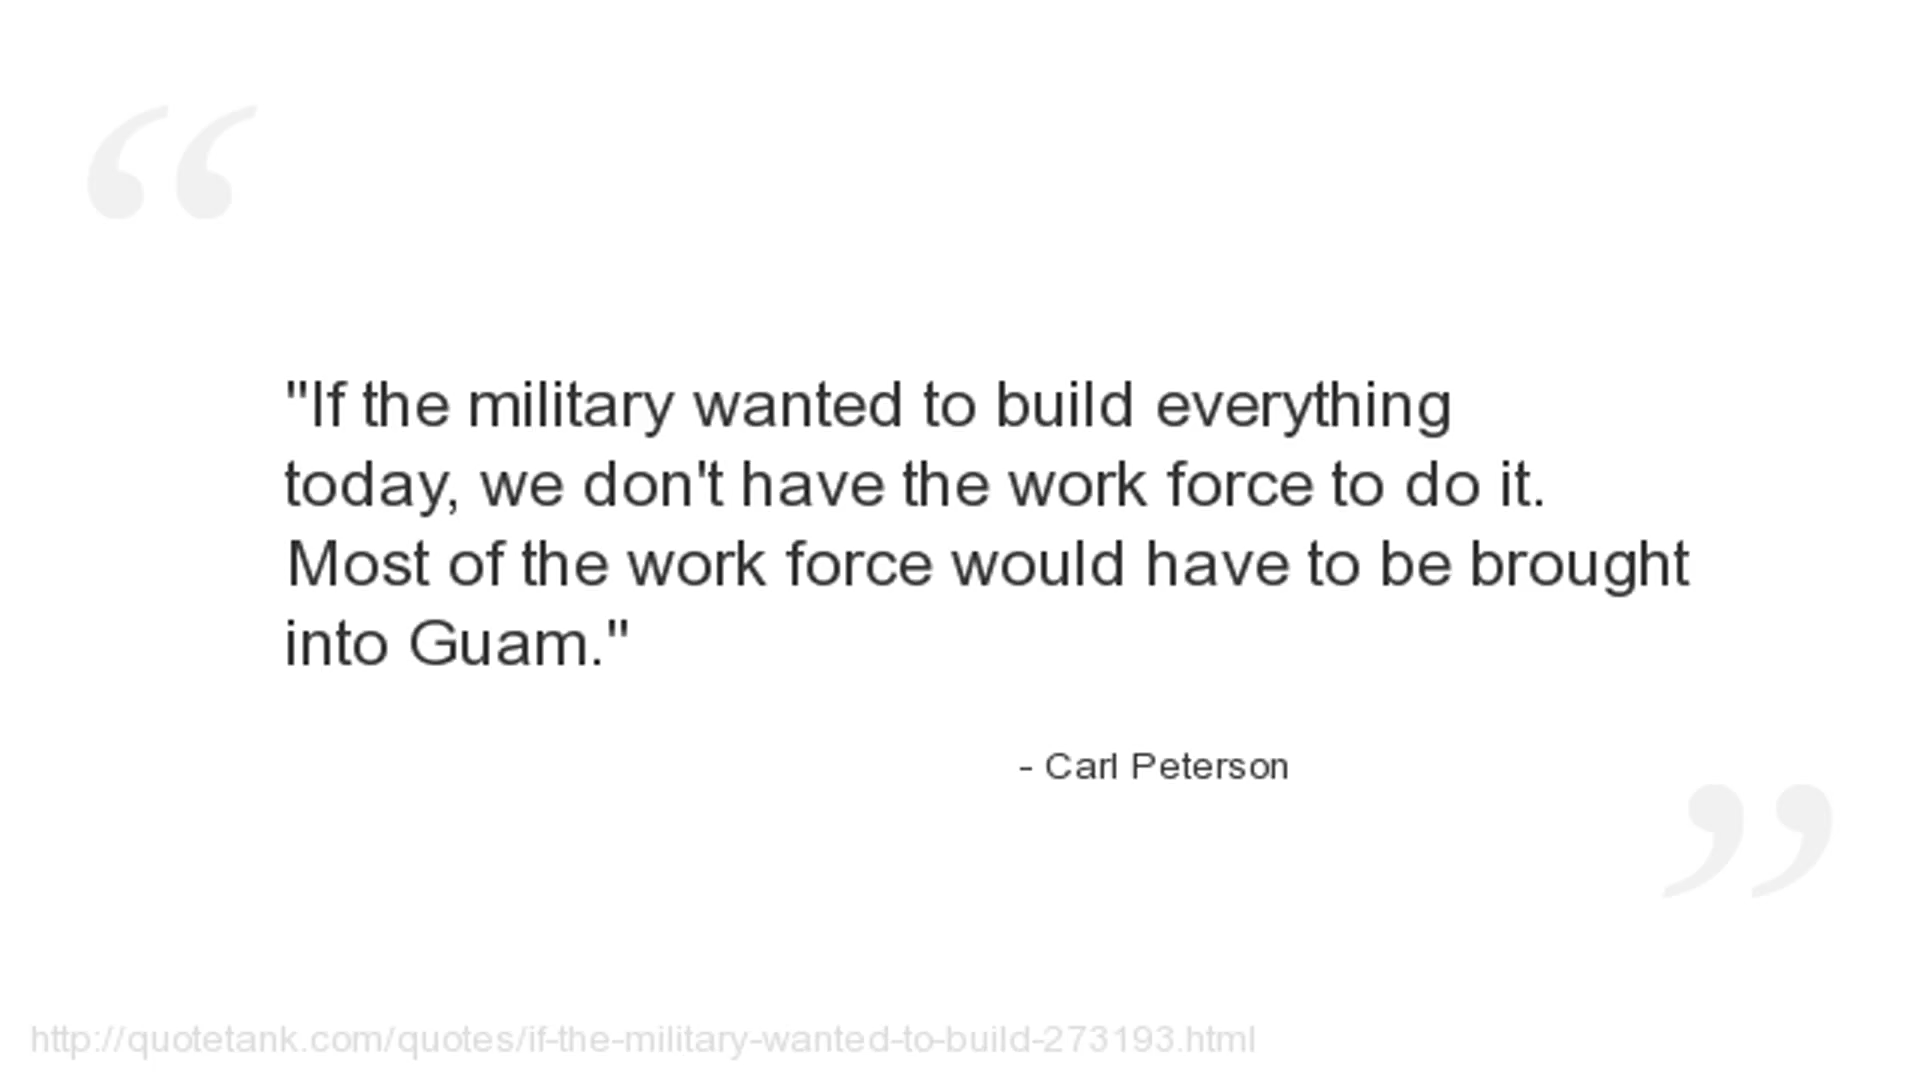 "If the military wanted to build everything
today, we don't have the work force to do it.
Most of the work force would have to be brought
into Guam."
- Carl Peterson
http://quotetank.com/quotes/if-the-military-wanted-to-build-273193.html